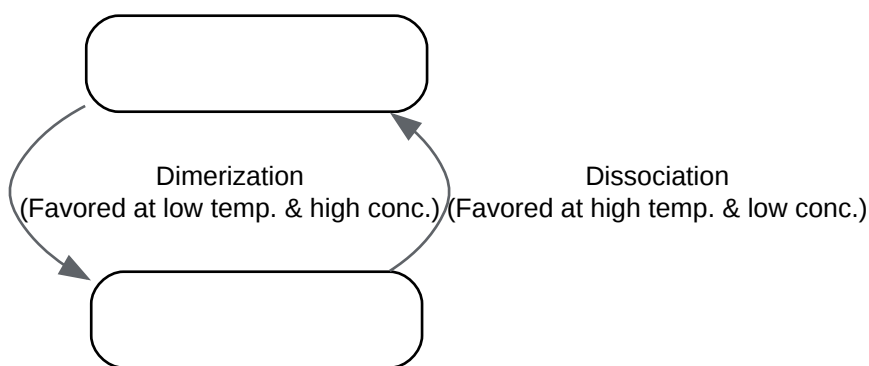 Dimerization
(Favored at low temp. & high conc.)
Dissociation
(Favored at high temp. & low conc.)